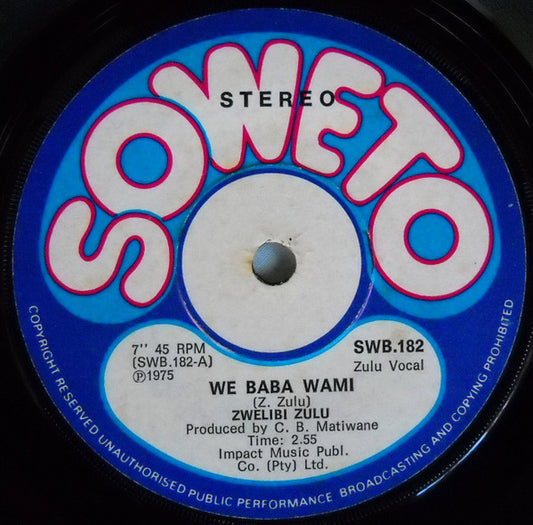 SOWETO
STEREO
7'' 45 RPM
(SWB.182-A)
Ⓟ1975
SWB.182
Zulu Vocal
WE BABA WAMI
(Z. Zulu)
ZWELIBI ZULU
Produced by C. B. Matiwane
Time: 2.55
Impact Music Publ.
Co. (Pty) Ltd.
COPYRIGHT RESERVED UNAUTHORISED PUBLIC PERFORMANCE BROADCASTING AND COPYING PROHIBITED